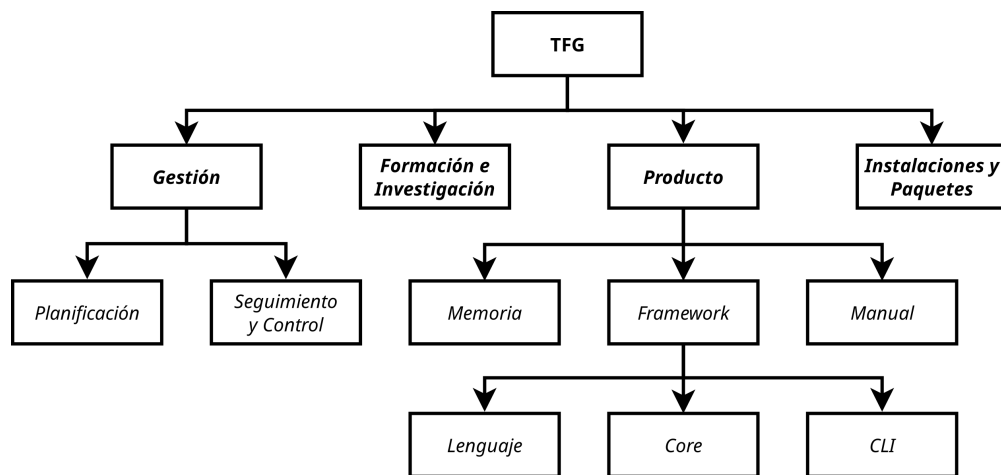 TFG
Gestión
Formación e
Investigación
Producto
Instalaciones y
Paquetes
Planificación
Seguimiento
y Control
Memoria
Framework
Manual
Lenguaje
Core
CLI